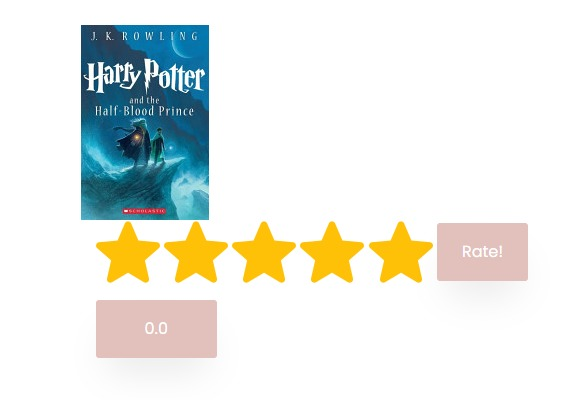 J. K. ROWLING
Harry Potter
and the
Half-Blood Prince
SCHOLASTIC
Rate!
0.0